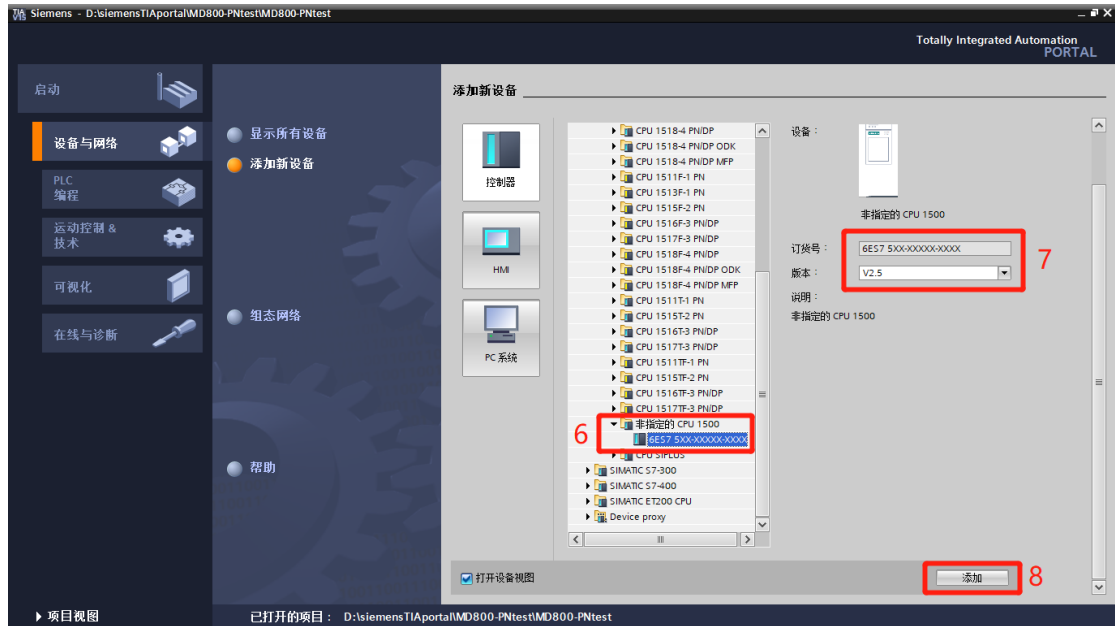 Siemens - D:\siemensTIAportal\MD800-PNtest\MD800-PNtest
Totally Integrated Automation
PORTAL
启动
设备与网络
PLC
编程
运动控制 &
技术
可视化
在线与诊断
显示所有设备
添加新设备
组态网络
帮助
添加新设备
控制器
HMI
PC 系统
CPU 1518-4 PN/DP
CPU 1518-4 PN/DP ODK
CPU 1518-4 PN/DP MFP
CPU 1511F-1 PN
CPU 1513F-1 PN
CPU 1515F-2 PN
CPU 1516F-3 PN/DP
CPU 1517F-3 PN/DP
CPU 1518F-4 PN/DP
CPU 1518F-4 PN/DP ODK
CPU 1518F-4 PN/DP MFP
CPU 1511T-1 PN
CPU 1515T-2 PN
CPU 1516T-3 PN/DP
CPU 1517T-3 PN/DP
CPU 1511TF-1 PN
CPU 1515TF-2 PN
CPU 1516TF-3 PN/DP
CPU 1517TF-3 PN/DP
非指定的 CPU 1500
6ES7 5XX-XXXXX-XXXX
CPU SIPLUS
SIMATIC S7-300
SIMATIC S7-400
SIMATIC ET200 CPU
Device proxy
6
设备：
非指定的 CPU 1500
订货号： 6ES7 5XX-XXXXX-XXXX
版本： V2.5
7
说明：
非指定的 CPU 1500
打开设备视图
添加
8
项目视图
已打开的项目： D:\siemensTIAportal\MD800-PNtest\MD800-PNtest